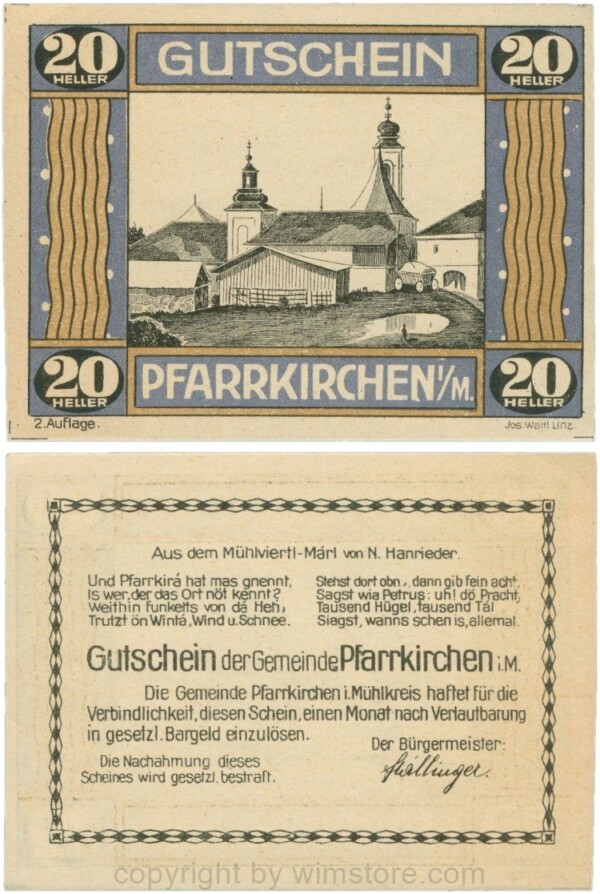 20 HELLER GUTSCHEIN 20 HELLER
20 HELLER PFARRKIRCHEN I/M. 20 HELLER
2. Auflage. Jos. Waitl Linz.
Aus dem Mühlviertl-Márl von N. Hanrieder.
Und Pfarrkirá hat mas gnennt,
Is wer, der das Ort nöt kennt?
Weithin funkelts von dá Heh,
Trutzt ön Wintá, Wind u. Schnee.
Stehst dort obn, dann gib fein acht,
Sagst wia Petrus: uh! dö Pracht,
Tausend Hügel, tausend Tál
Siagst, wanns schen is, allemal.
Gutschein der Gemeinde Pfarrkirchen i.M.
Die Gemeinde Pfarrkirchen i. Mühlkreis haftet für die
Verbindlichkeit, diesen Schein, einen Monat nach Verlautbarung
in gesetzl. Bargeld einzulösen.
Der Bürgermeister:
Die Nachahmung dieses
Scheines wird gesetzl. bestraft.
copyright by wimstore.com